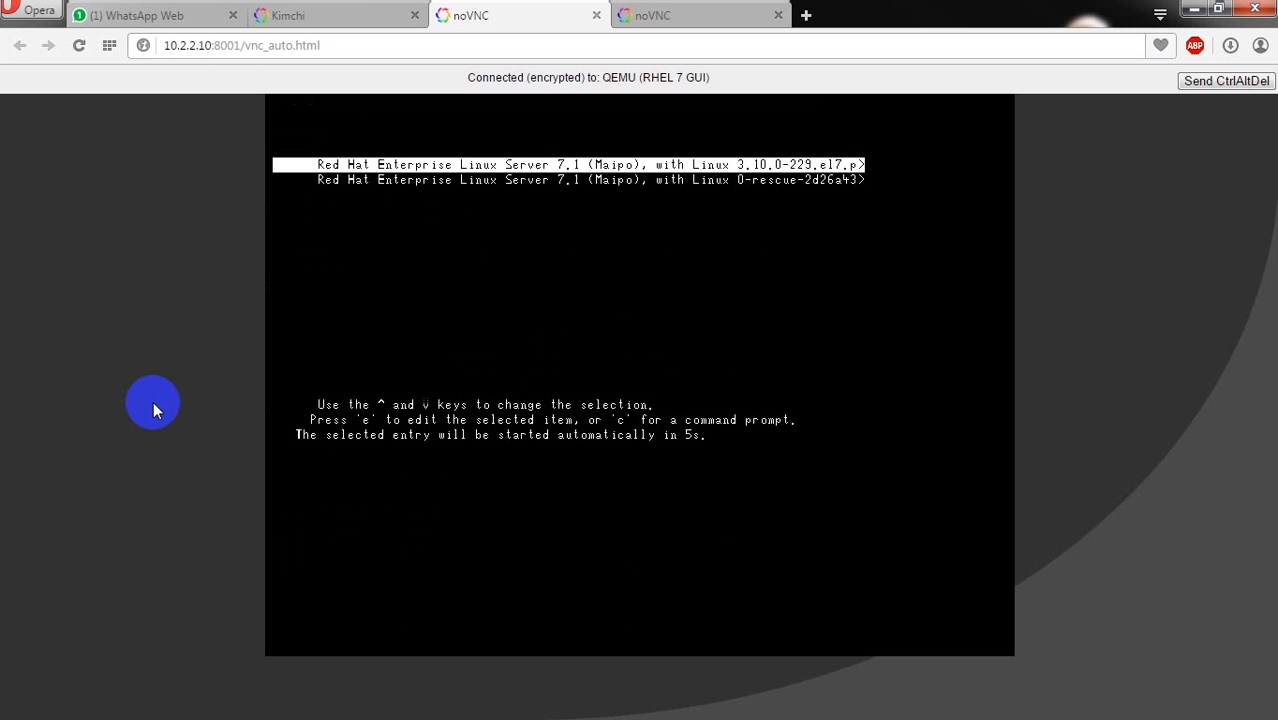 Opera
(1) WhatsApp Web
Kimchi
noVNC
noVNC
10.2.2.10:8001/vnc_auto.html
ABP
Connected (encrypted) to: QEMU (RHEL 7 GUI)
Send CtrlAltDel
Red Hat Enterprise Linux Server 7.1 (Maipo), with Linux 3.10.0-229.el7.p>
Red Hat Enterprise Linux Server 7.1 (Maipo), with Linux 0-rescue-2d26a43>
Use the ^ and v keys to change the selection.
Press 'e' to edit the selected item, or 'c' for a command prompt.
The selected entry will be started automatically in 5s.